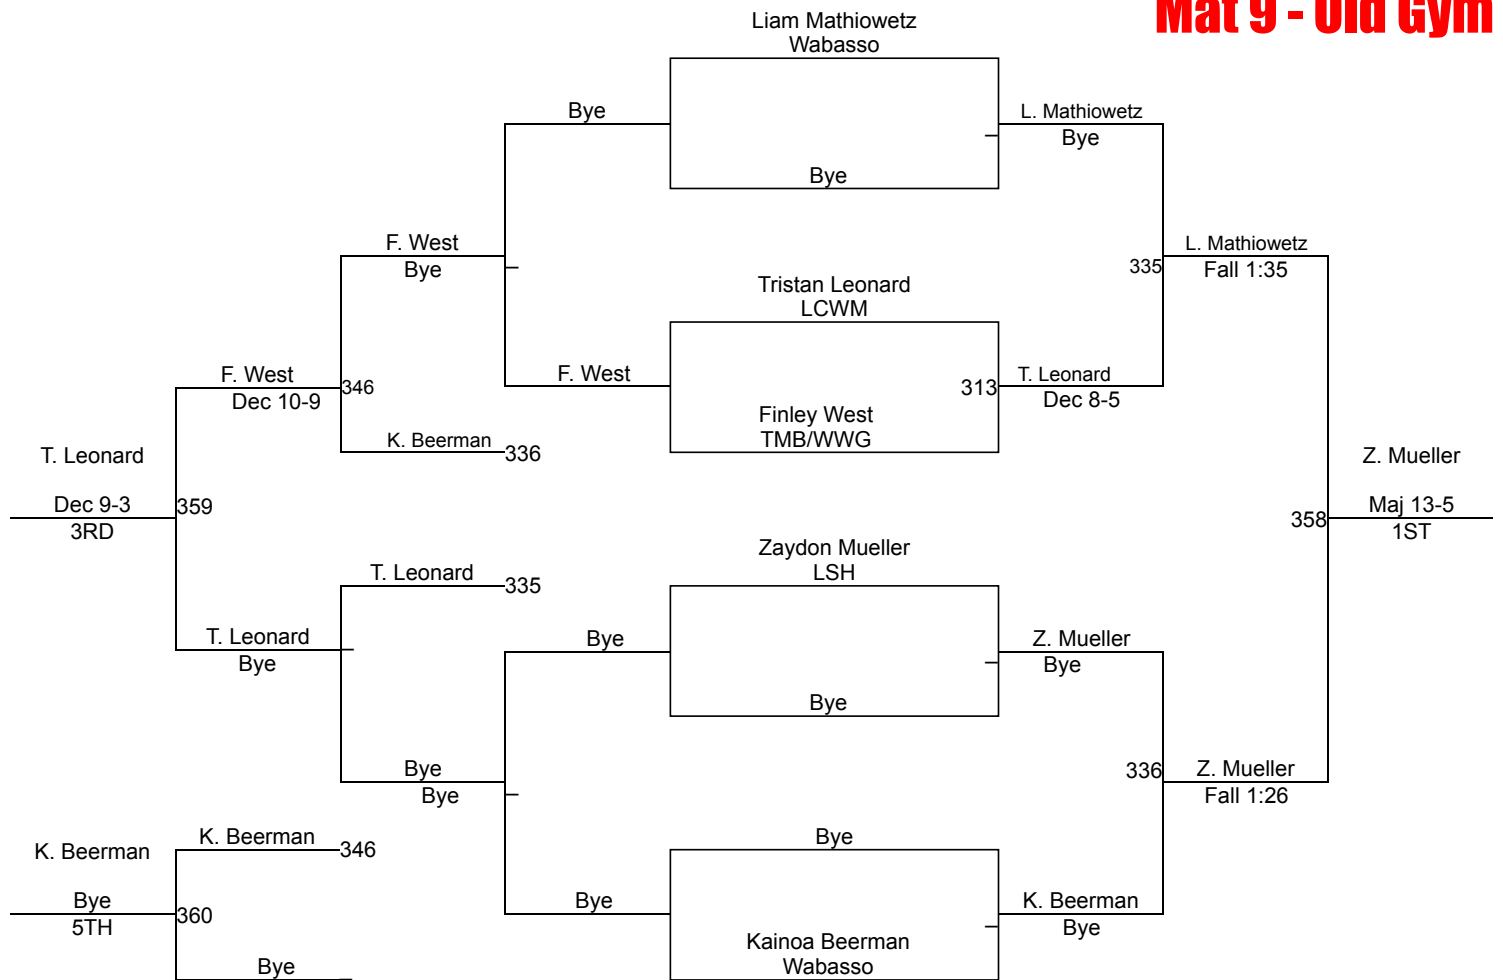 Mat 9 - Old Gym
Liam Mathiowetz
Wabasso
Bye
L. Mathiowetz
Bye
Bye
F. West
Bye
L. Mathiowetz
335
Fall 1:35
Tristan Leonard
LCWM
F. West
313
T. Leonard
Dec 8-5
F. West
346
Dec 10-9
Finley West
TMB/WWG
K. Beerman
336
T. Leonard
Dec 9-3
359
3RD
Z. Mueller
Maj 13-5
358
1ST
Zaydon Mueller
LSH
T. Leonard
335
T. Leonard
Bye
Bye
Z. Mueller
Bye
Bye
Bye
Bye
336
Z. Mueller
Fall 1:26
K. Beerman
346
K. Beerman
Bye
Bye
360
5TH
Bye
K. Beerman
Bye
Kainoa Beerman
Wabasso
Bye